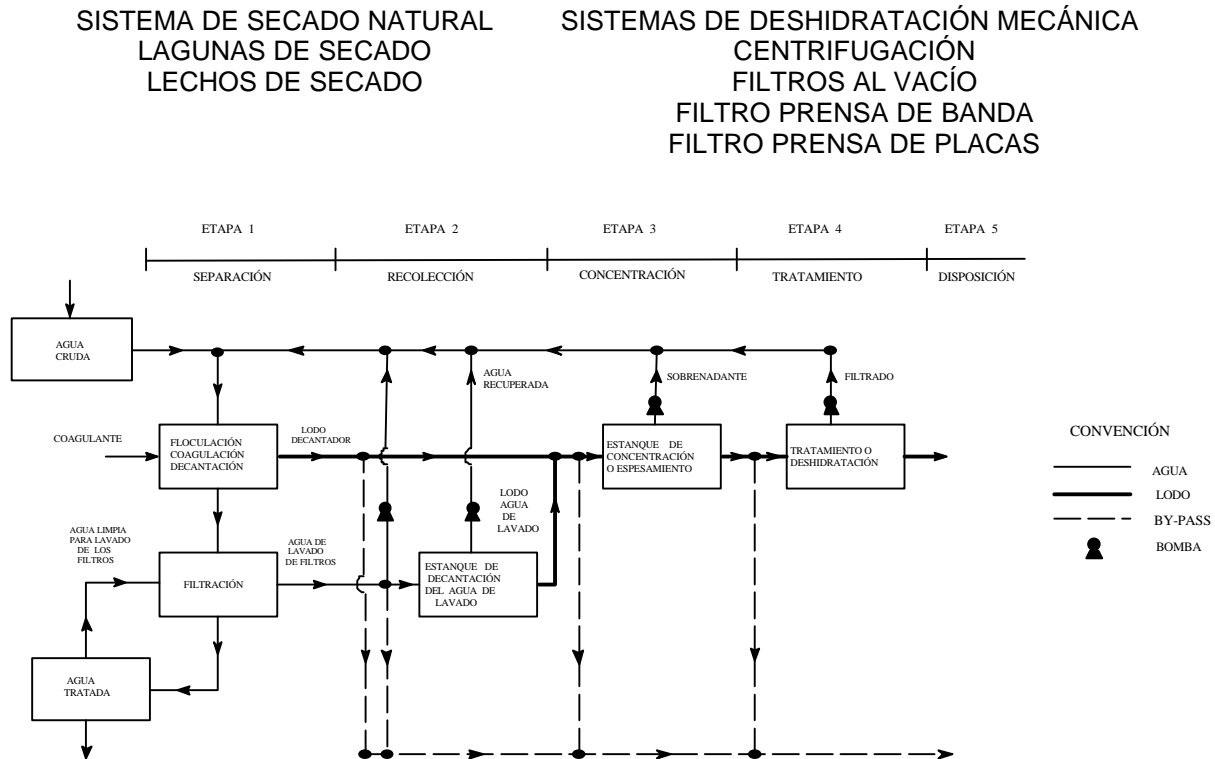 SISTEMA DE SECADO NATURAL
LAGUNAS DE SECADO
LECHOS DE SECADO
SISTEMAS DE DESHIDRATACIÓN MECÁNICA
CENTRIFUGACIÓN
FILTROS AL VACÍO
FILTRO PRENSA DE BANDA
FILTRO PRENSA DE PLACAS
ETAPA 1
ETAPA 2
ETAPA 3
ETAPA 4
ETAPA 5
SEPARACIÓN
RECOLECCIÓN
CONCENTRACIÓN
TRATAMIENTO
DISPOSICIÓN
AGUA
CRUDA
AGUA
RECUPERADA
SOBRENADANTE
FILTRADO
COAGULANTE
FLOCULACIÓN
COAGULACIÓN
DECANTACIÓN
LODO
DECANTADOR
ESTANQUE DE
CONCENTRACIÓN
O ESPESAMIENTO
TRATAMIENTO O
DESHIDRATACIÓN
CONVENCIÓN
AGUA
LODO
BY-PASS
BOMBA
LODO
AGUA
DE
LAVADO
AGUA LIMPIA
PARA LAVADO
DE LOS
FILTROS
FILTRACIÓN
AGUA DE
LAVADO
DE FILTROS
ESTANQUE DE
DECANTACIÓN
DEL AGUA DE
LAVADO
AGUA
TRATADA